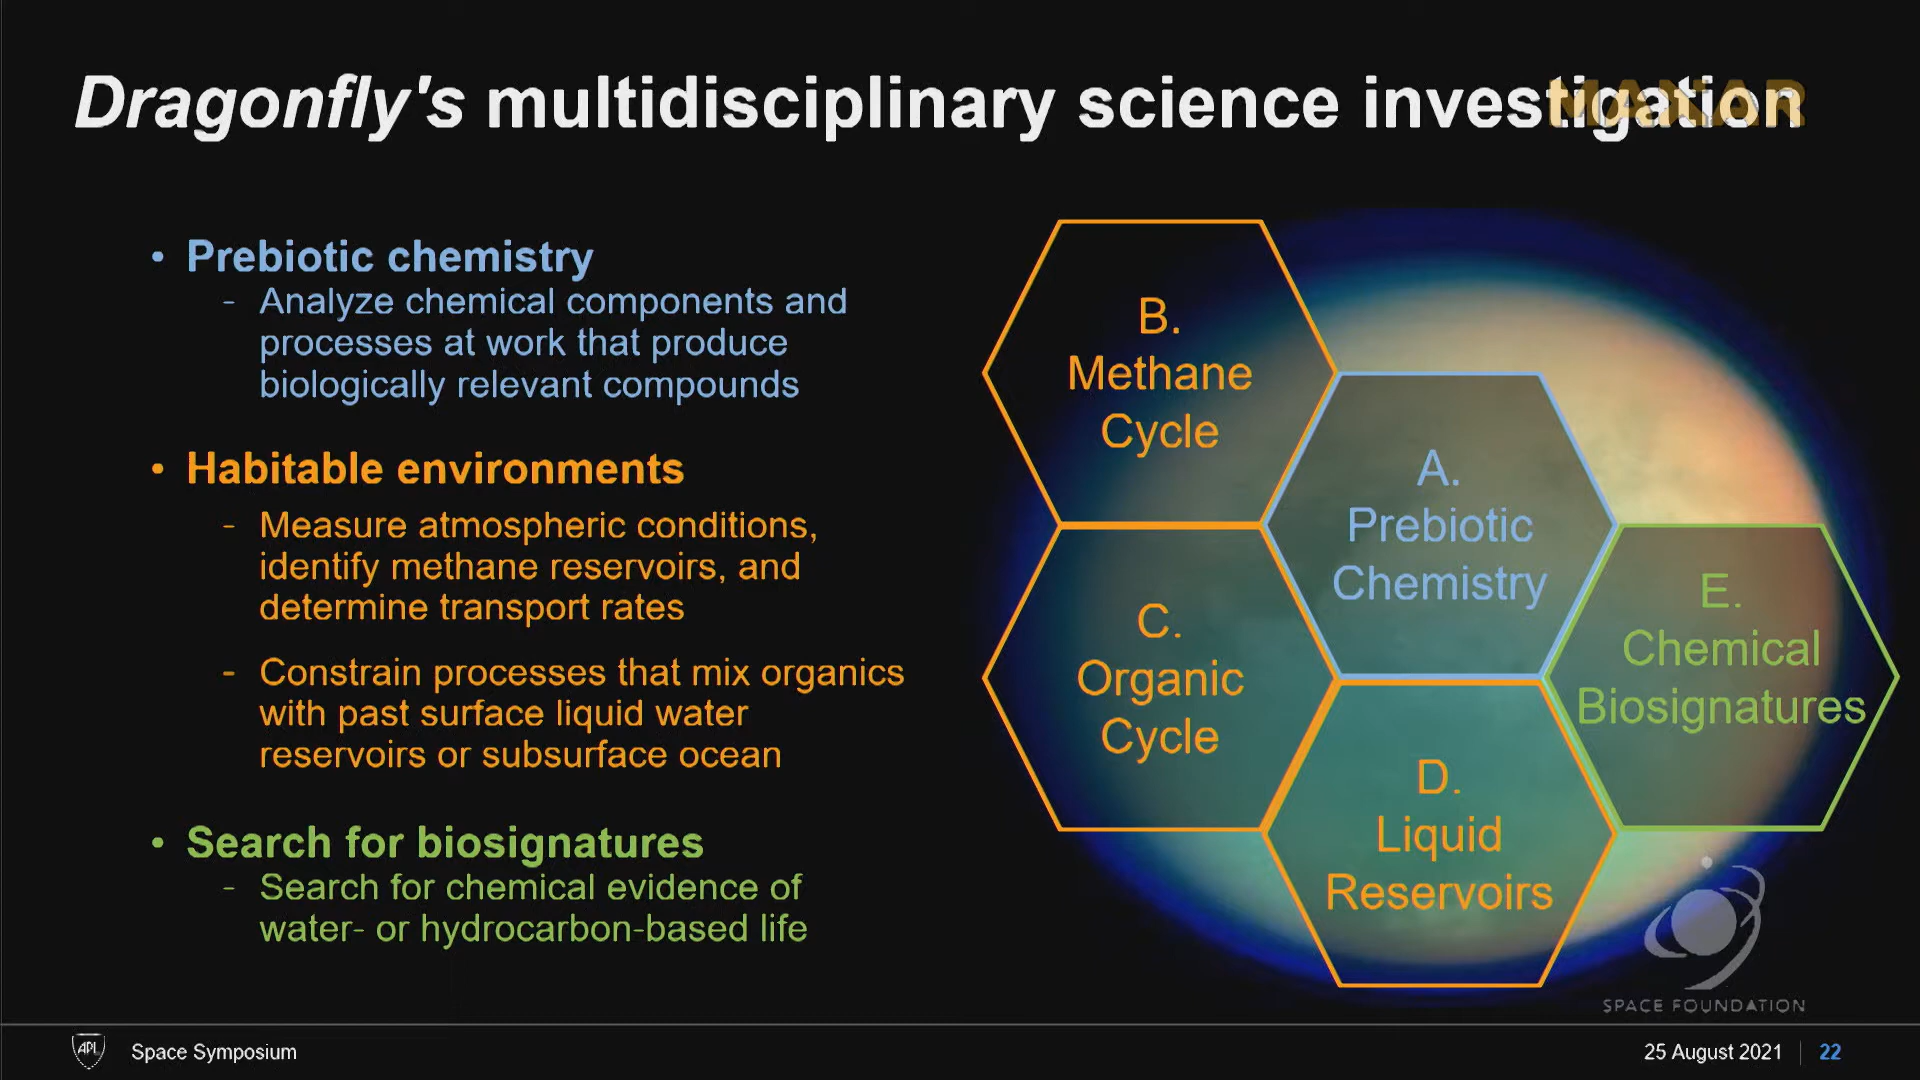 Dragonfly's multidisciplinary science investigation
MAXAR
• Prebiotic chemistry
- Analyze chemical components and
processes at work that produce
biologically relevant compounds
• Habitable environments
- Measure atmospheric conditions,
identify methane reservoirs, and
determine transport rates
- Constrain processes that mix organics
with past surface liquid water
reservoirs or subsurface ocean
• Search for biosignatures
- Search for chemical evidence of
water- or hydrocarbon-based life
B.
Methane
Cycle
A.
Prebiotic
Chemistry
C.
Organic
Cycle
E.
Chemical
Biosignatures
D.
Liquid
Reservoirs
SPACE FOUNDATION
APL
Space Symposium
25 August 2021
22